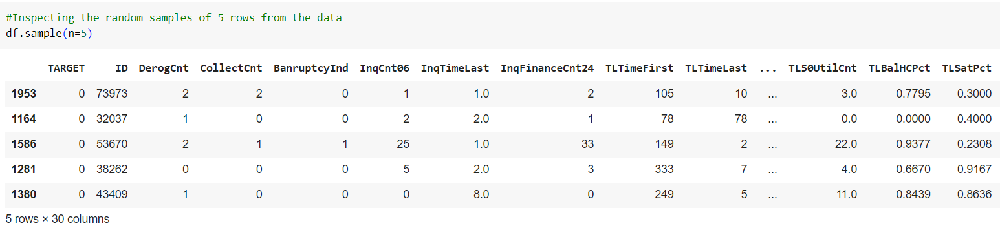 #Inspecting the random samples of 5 rows from the data
df.sample(n=5)
TARGET ID DerogCnt CollectCnt BanruptcyInd InqCnt06 InqTimeLast InqFinanceCnt24 TLTimeFirst TLTimeLast ... TL50UtilCnt TLBalHCPct TLSatPct
1953 0 73973 2 2 0 1 1.0 2 105 10 ... 3.0 0.7795 0.3000
1164 0 32037 1 0 0 2 2.0 1 78 78 ... 0.0 0.0000 0.4000
1586 0 53670 2 1 1 25 1.0 33 149 2 ... 22.0 0.9377 0.2308
1281 0 38262 0 0 0 5 2.0 3 333 7 ... 4.0 0.6670 0.9167
1380 0 43409 1 0 0 0 8.0 0 249 5 ... 11.0 0.8439 0.8636
5 rows × 30 columns